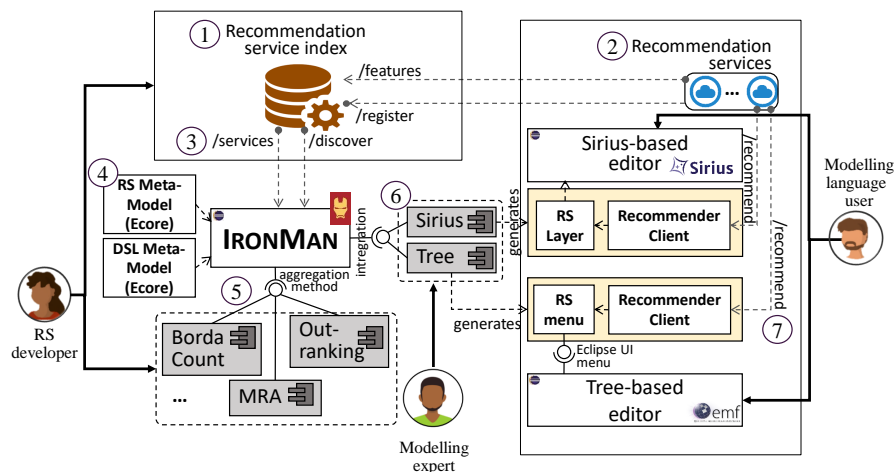 1
Recommendation
service index
/features
/register
3
/services
/discover
2
Recommendation
services
...
/recommend
/recommend
Sirius-based
editor
Sirius
RS
Layer
Recommender
Client
generates
Modelling
language
user
4
RS Meta-
Model
(Ecore)
DSL Meta-
Model
(Ecore)
IRONMAN
intregration
6
Sirius
Tree
aggregation
method
5
Borda
Count
Out-
ranking
MRA
...
RS
developer
generates
RS
menu
Recommender
Client
7
Eclipse UI
menu
Tree-based
editor
emf
Modelling
expert